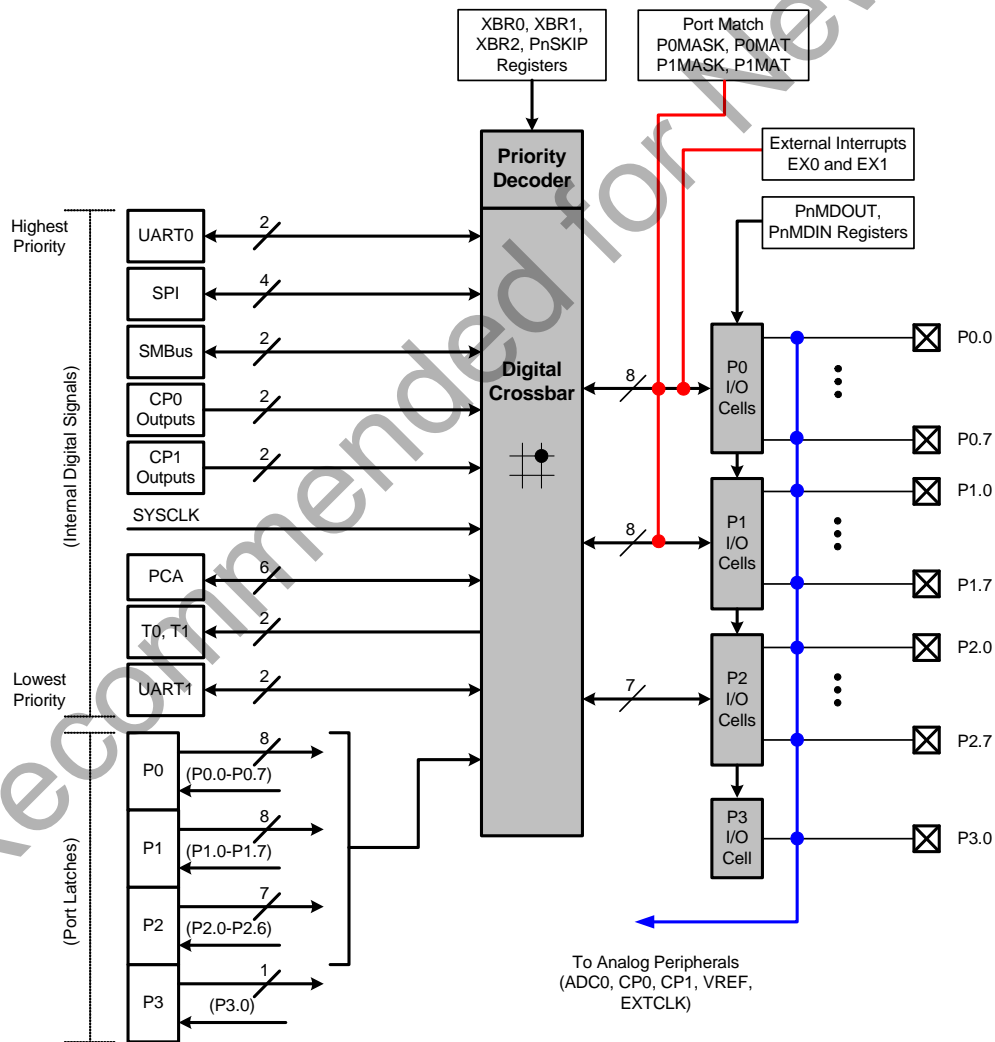 XBR0, XBR1,
XBR2, PnSKIP
Registers
Port Match
P0MASK, P0MAT
P1MASK, P1MAT
External Interrupts
EX0 and EX1
PnMDOUT,
PnMDIN Registers
Priority
Decoder
Digital
Crossbar
Highest
Priority
(Internal Digital Signals)
Lowest
Priority
UART0
2
SPI
4
SMBus
2
CP0
Outputs
2
CP1
Outputs
2
SYSCLK
PCA
6
T0, T1
2
UART1
2
(Port Latches)
P0
8
(P0.0-P0.7)
P1
8
(P1.0-P1.7)
P2
7
(P2.0-P2.6)
P3
1
(P3.0)
8
8
7
P0
I/O
Cells
P1
I/O
Cells
P2
I/O
Cells
P3
I/O
Cell
P0.0
P0.7
P1.0
P1.7
P2.0
P2.7
P3.0
To Analog Peripherals
(ADC0, CP0, CP1, VREF,
EXTCLK)
Recommended for New